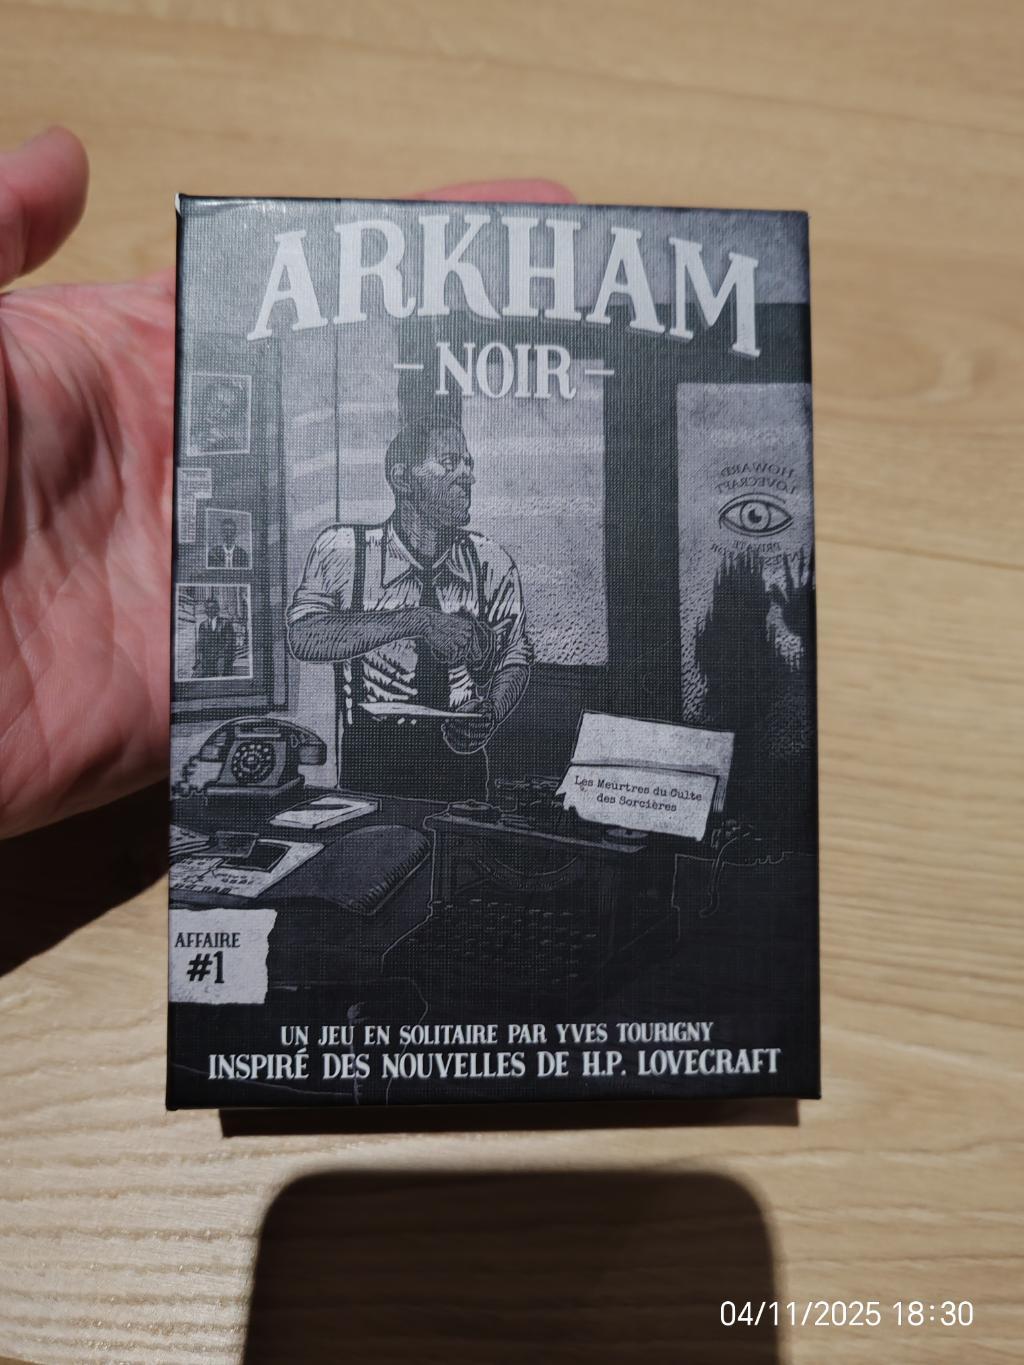 ARKHAM
- NOIR -
HOWARD
LOVECRAFT
PRIVATE
Les Meurtres du Culte
des Sorcières
AFFAIRE
#1
UN JEU EN SOLITAIRE PAR YVES TOURIGNY
INSPIRÉ DES NOUVELLES DE H.P. LOVECRAFT
04/11/2025 18:30